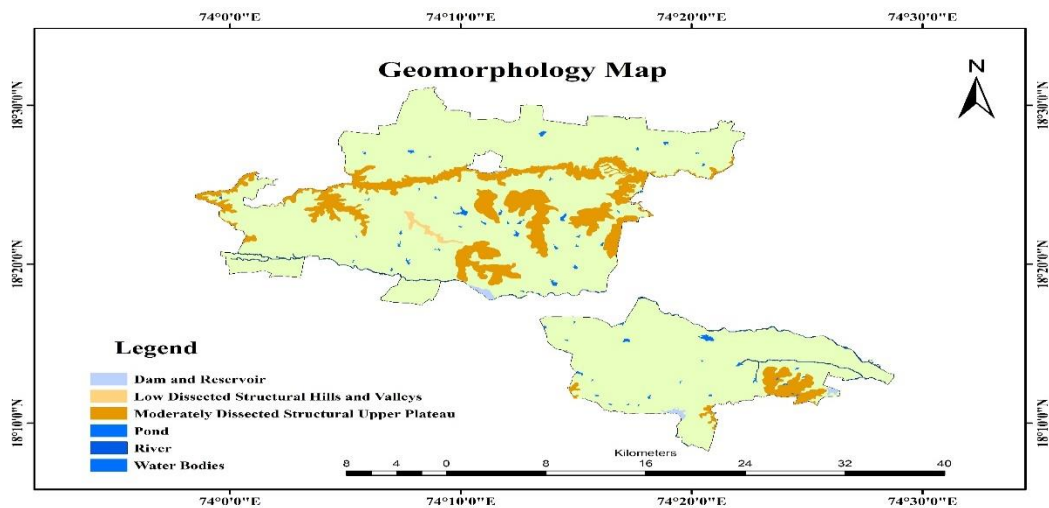 74°0'0"E 74°10'0"E 74°20'0"E 74°30'0"E
Geomorphology Map
N
18°30'0"N 18°30'0"N
18°20'0"N 18°20'0"N
Legend
Dam and Reservoir
Low Dissected Structural Hills and Valleys
Moderately Dissected Structural Upper Plateau
Pond
River
Water Bodies
18°10'0"N 18°10'0"N
Kilometers
8 4 2 0 8 16 24 32 40
74°0'0"E 74°10'0"E 74°20'0"E 74°30'0"E